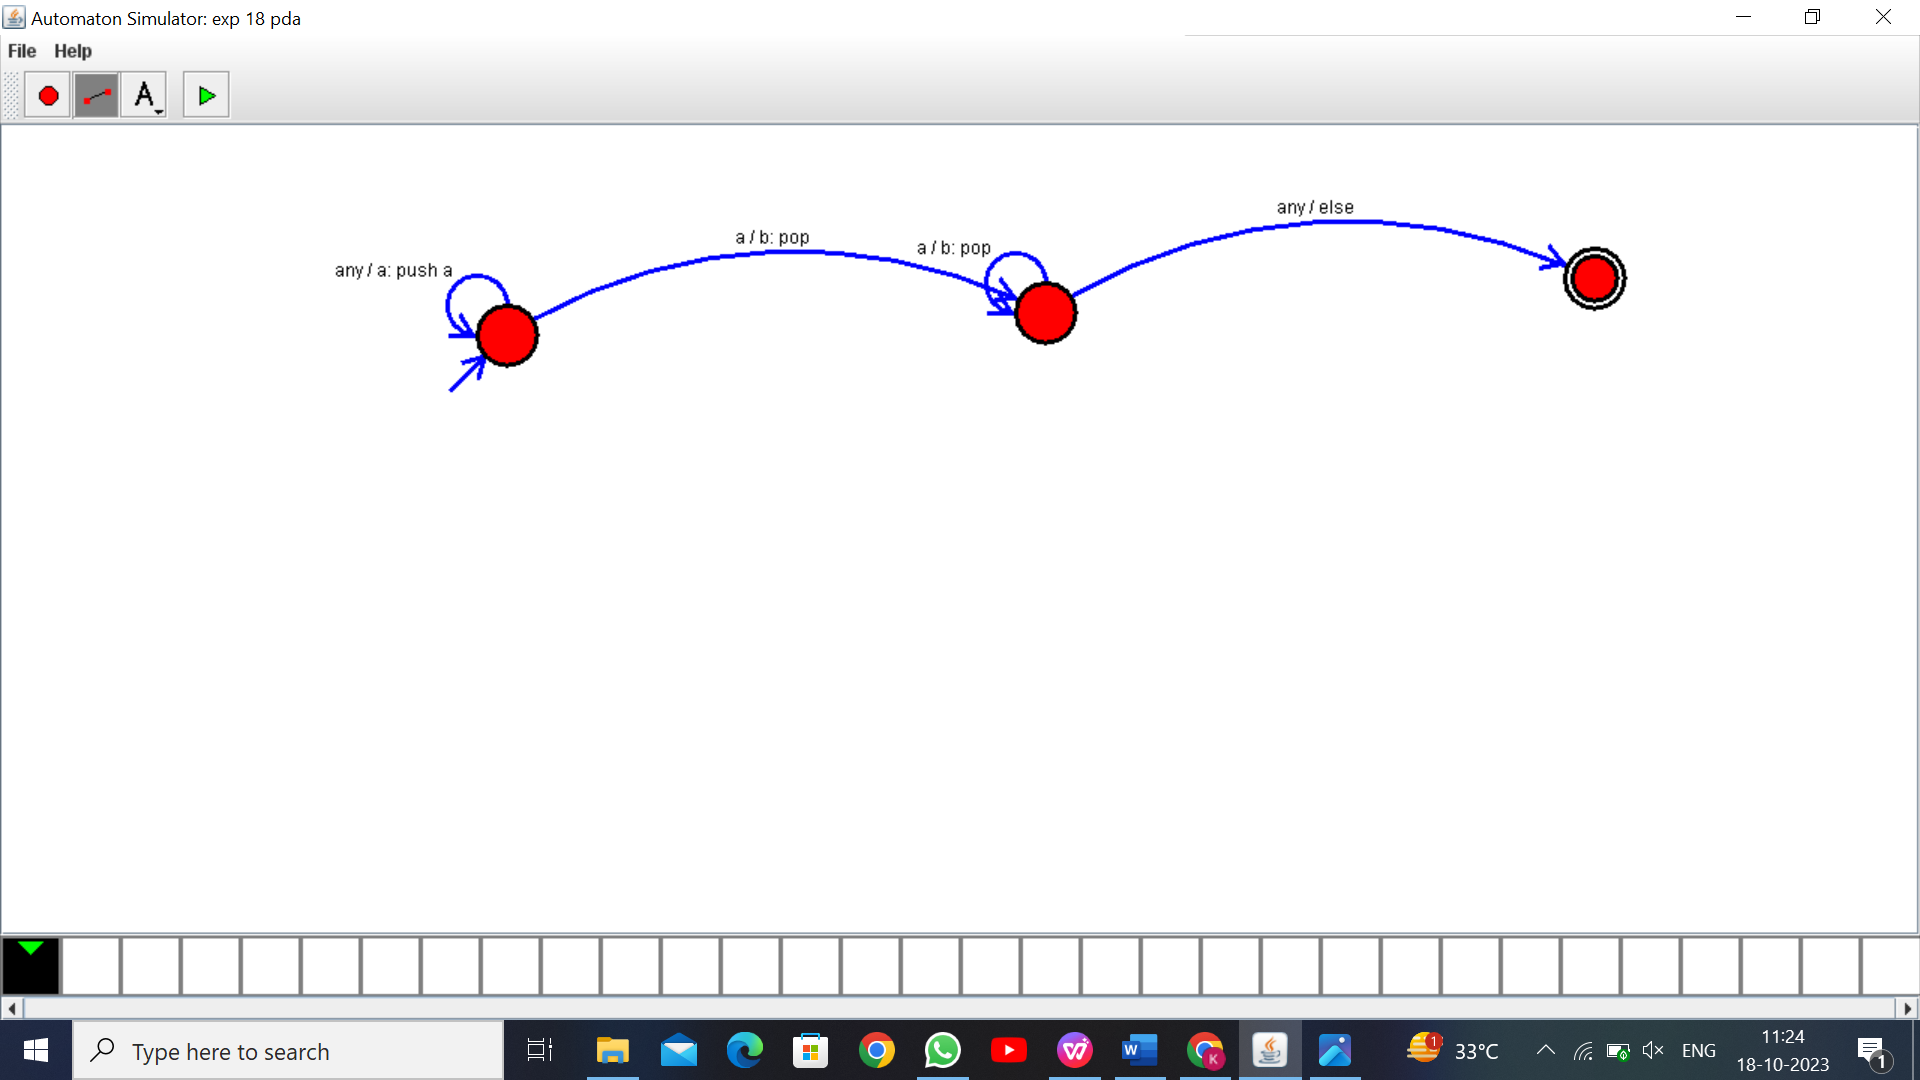 Automaton Simulator: exp 18 pda
File Help
A
any / else
a / b: pop
a / b: pop
any / a: push a
Type here to search
W
K
1
33°C
ENG
11:24
18-10-2023
1